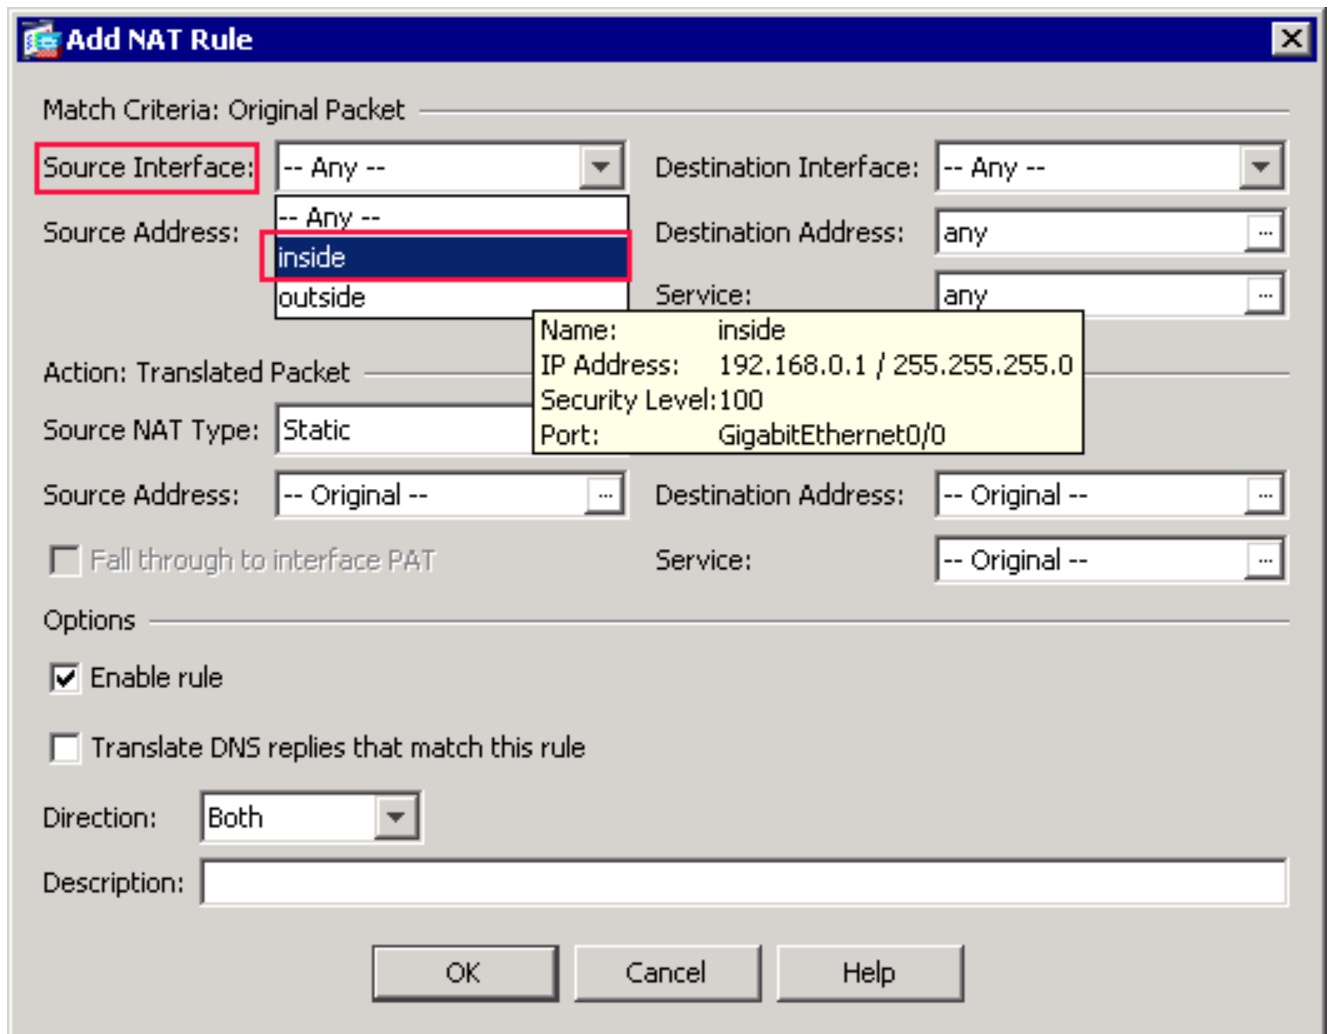 Add NAT Rule
Match Criteria: Original Packet
Source Interface: -- Any -- Destination Interface: -- Any --
-- Any --
Source Address: Destination Address: any ...
inside
outside Service: any ...
Name: inside
IP Address: 192.168.0.1 / 255.255.255.0
Security Level:100
Port: GigabitEthernet0/0
Action: Translated Packet
Source NAT Type: Static
Source Address: -- Original -- ... Destination Address: -- Original -- ...
Fall through to interface PAT Service: -- Original -- ...
Options
Enable rule
Translate DNS replies that match this rule
Direction: Both
Description:
OK Cancel Help